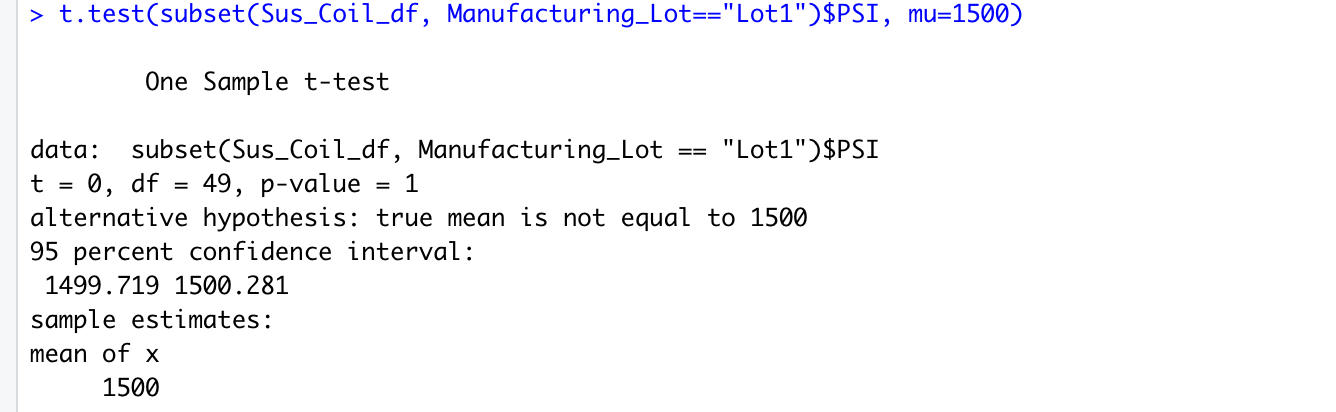 > t.test(subset(Sus_Coil_df, Manufacturing_Lot=="Lot1")$PSI, mu=1500)
One Sample t-test
data:  subset(Sus_Coil_df, Manufacturing_Lot == "Lot1")$PSI
t = 0, df = 49, p-value = 1
alternative hypothesis: true mean is not equal to 1500
95 percent confidence interval:
1499.719 1500.281
sample estimates:
mean of x
1500